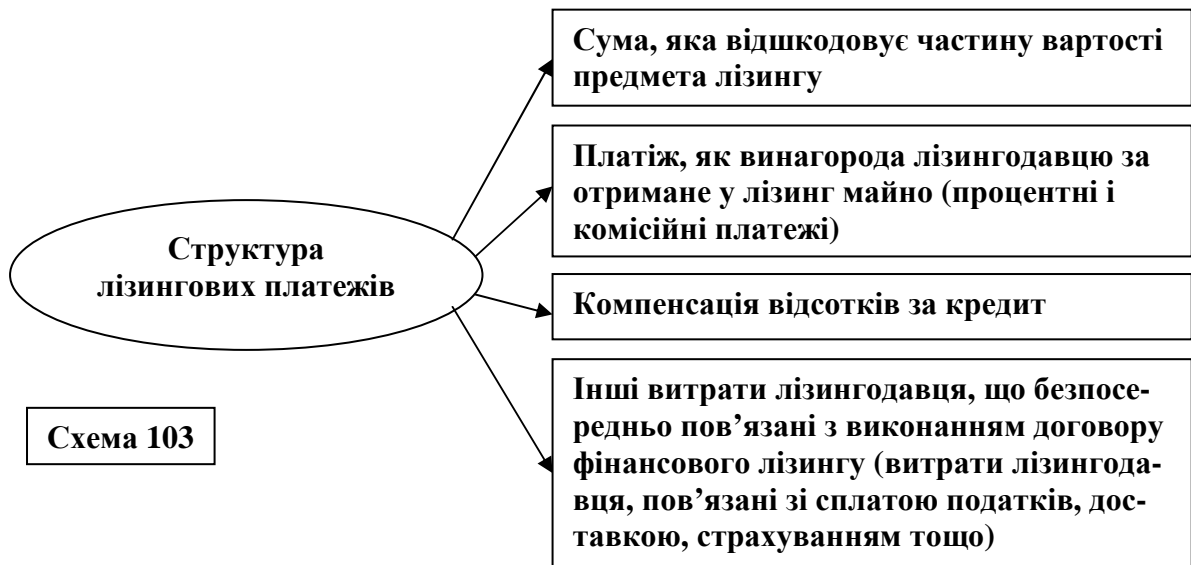 Сума, яка відшкодовує частину вартості
предмета лізингу
Платіж, як винагорода лізингодавцю за
отримане у лізинг майно (процентні і
комісійні платежі)
Структура
лізингових платежів
Компенсація відсотків за кредит
Інші витрати лізингодавця, що безпосе-
редньо пов’язані з виконанням договору
фінансового лізингу (витрати лізингода-
вця, пов’язані зі сплатою податків, дос-
тавкою, страхуванням тощо)
Схема 103